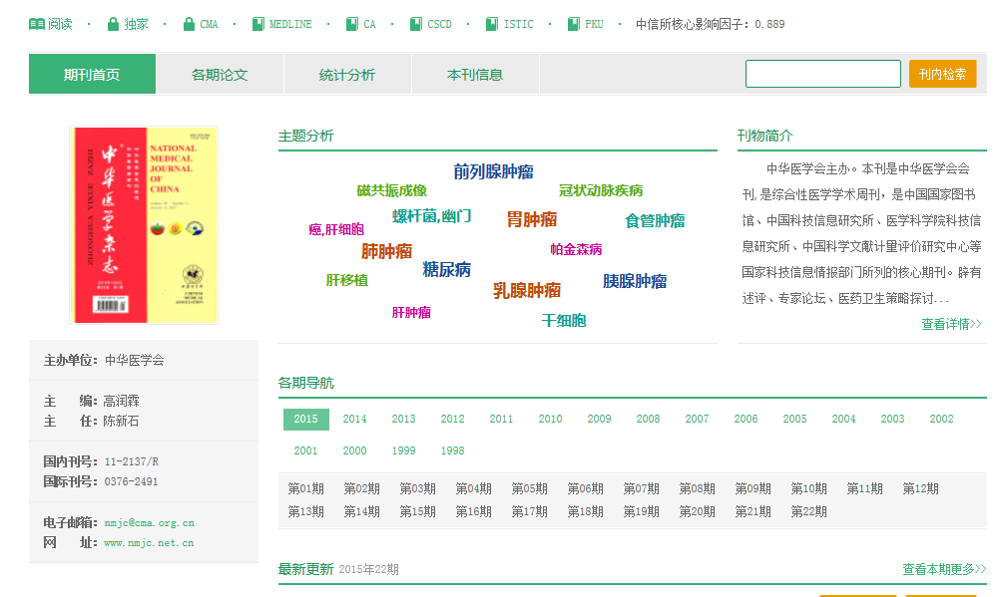 阅读 · 独家 · CMA · MEDLINE · CA · CSCD · ISTIC · PKU · 中信所核心影响因子: 0.889
期刊首页 各期论文 统计分析 本刊信息
刊内检索
中华医学杂志
ZHONGHUA YIXUE ZAZHI
NATIONAL
MEDICAL
JOURNAL
OF
CHINA
主办单位: 中华医学会
主 编: 高润霖
主 任: 陈新石
国内刊号: 11-2137/R
国际刊号: 0376-2491
电子邮箱: nmjc@cma.org.cn
网 址: www.nmjc.net.cn
主题分析
前列腺肿瘤
磁共振成像 冠状动脉疾病
螺杆菌,幽门 胃肿瘤 食管肿瘤
癌,肝细胞
肺肿瘤 帕金森病
糖尿病
肝移植 乳腺肿瘤 胰腺肿瘤
肝肿瘤 干细胞
刊物简介
中华医学会主办。本刊是中华医学会会
刊, 是综合性医学学术周刊, 是中国国家图书
馆、中国科技信息研究所、医学科学院科技信
息研究所、中国科学文献计量评价研究中心等
国家科技信息情报部门所列的核心期刊。辟有
述评、专家论坛、医药卫生策略探讨...
查看详情>>
各期导航
2015 2014 2013 2012 2011 2010 2009 2008 2007 2006 2005 2004 2003 2002
2001 2000 1999 1998
第01期 第02期 第03期 第04期 第05期 第06期 第07期 第08期 第09期 第10期 第11期 第12期
第13期 第14期 第15期 第16期 第17期 第18期 第19期 第20期 第21期 第22期
最新更新 2015年22期 查看本期更多>>